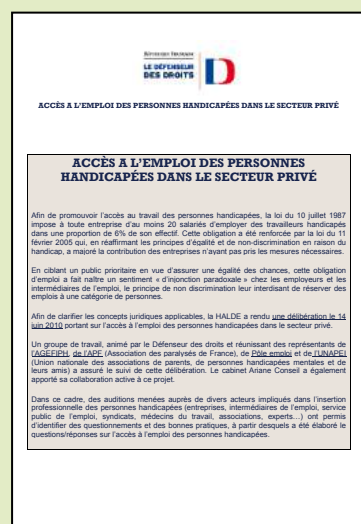 RÉPUBLIQUE FRANÇAISE
LE DÉFENSEUR
DES DROITS
D
ACCÈS A L'EMPLOI DES PERSONNES HANDICAPÉES DANS LE SECTEUR PRIVÉ
ACCÈS A L'EMPLOI DES PERSONNES
HANDICAPÉES DANS LE SECTEUR PRIVÉ
Afin de promouvoir l'accès au travail des personnes handicapées, la loi du 10 juillet 1987
impose à toute entreprise d'au moins 20 salariés d'employer des travailleurs handicapés
dans une proportion de 6% de son effectif. Cette obligation a été renforcée par la loi du 11
février 2005 qui, en réaffirmant les principes d'égalité et de non-discrimination en raison du
handicap, a majoré la contribution des entreprises n'ayant pas pris les mesures nécessaires.
En ciblant un public prioritaire en vue d'assurer une égalité des chances, cette obligation
d'emploi a fait naître un sentiment « d'injonction paradoxale » chez les employeurs et les
intermédiaires de l'emploi, le principe de non discrimination leur interdisant de réserver des
emplois à une catégorie de personnes.
Afin de clarifier les concepts juridiques applicables, la HALDE a rendu une délibération le 14
juin 2010 portant sur l'accès à l'emploi des personnes handicapées dans le secteur privé.
Un groupe de travail, animé par le Défenseur des droits et réunissant des représentants de
l'AGEFIPH, de l'APF (Association des paralysés de France), de Pôle emploi et de l'UNAPEI
(Union nationale des associations de parents, de personnes handicapées mentales et de
leurs amis) a assuré le suivi de cette délibération. Le cabinet Ariane Conseil a également
apporté sa collaboration active à ce projet.
Dans ce cadre, des auditions menées auprès de divers acteurs impliqués dans l'insertion
professionnelle des personnes handicapées (entreprises, intermédiaires de l'emploi, service
public de l'emploi, syndicats, médecins du travail, associations, experts…) ont permis
d'identifier des questionnements et des bonnes pratiques, à partir desquels a été élaboré le
questions/réponses sur l'accès à l'emploi des personnes handicapées.